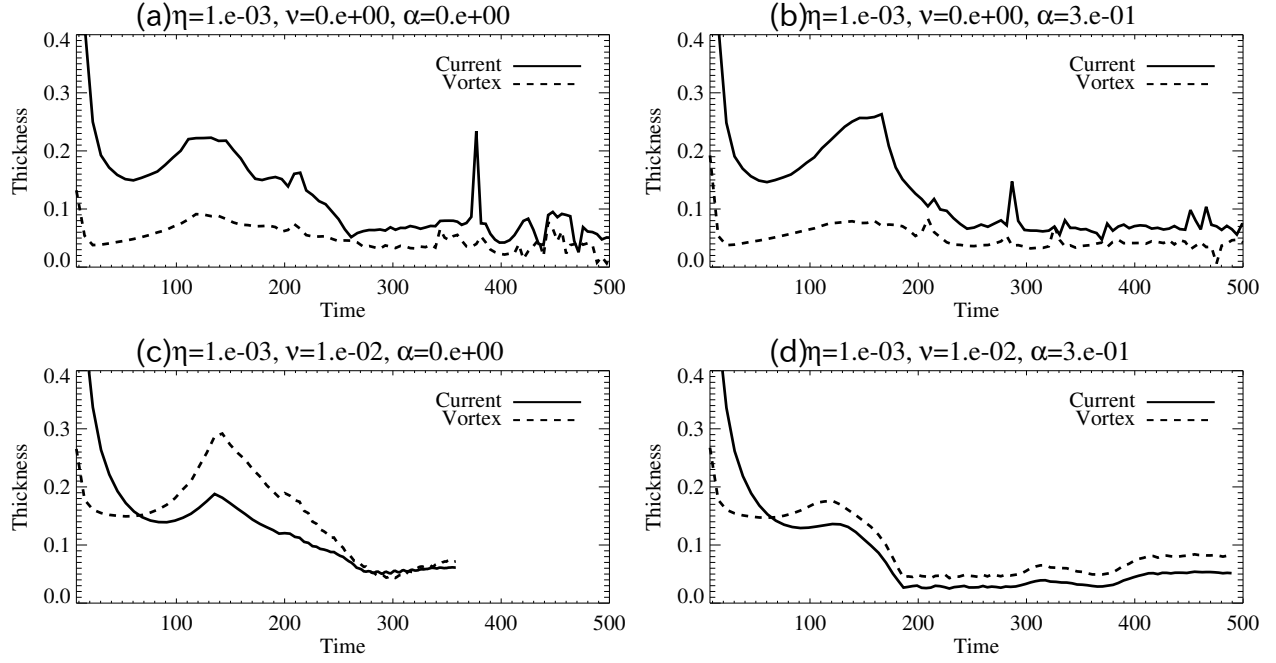 (a)η=1.e-03, ν=0.e+00, α=0.e+00
0.4
0.3
0.2
0.1
0.0
Thickness
Current
Vortex
100 200 300 400 500
Time
(b)η=1.e-03, ν=0.e+00, α=3.e-01
0.4
0.3
0.2
0.1
0.0
Thickness
Current
Vortex
100 200 300 400 500
Time
(c)η=1.e-03, ν=1.e-02, α=0.e+00
0.4
0.3
0.2
0.1
0.0
Thickness
Current
Vortex
100 200 300 400 500
Time
(d)η=1.e-03, ν=1.e-02, α=3.e-01
0.4
0.3
0.2
0.1
0.0
Thickness
Current
Vortex
100 200 300 400 500
Time